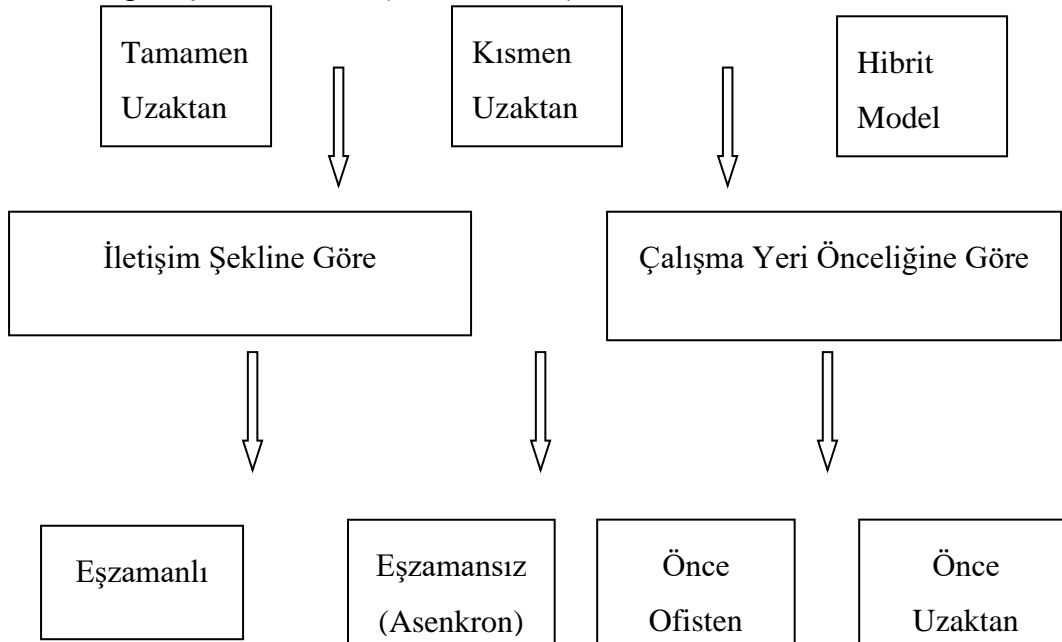 Tamamen
Uzaktan
Kısmen
Uzaktan
Hibrit
Model
İletişim Şekline Göre
Çalışma Yeri Önceliğine Göre
Eşzamanlı
Eşzamansız
(Asenkron)
Önce
Ofisten
Önce
Uzaktan